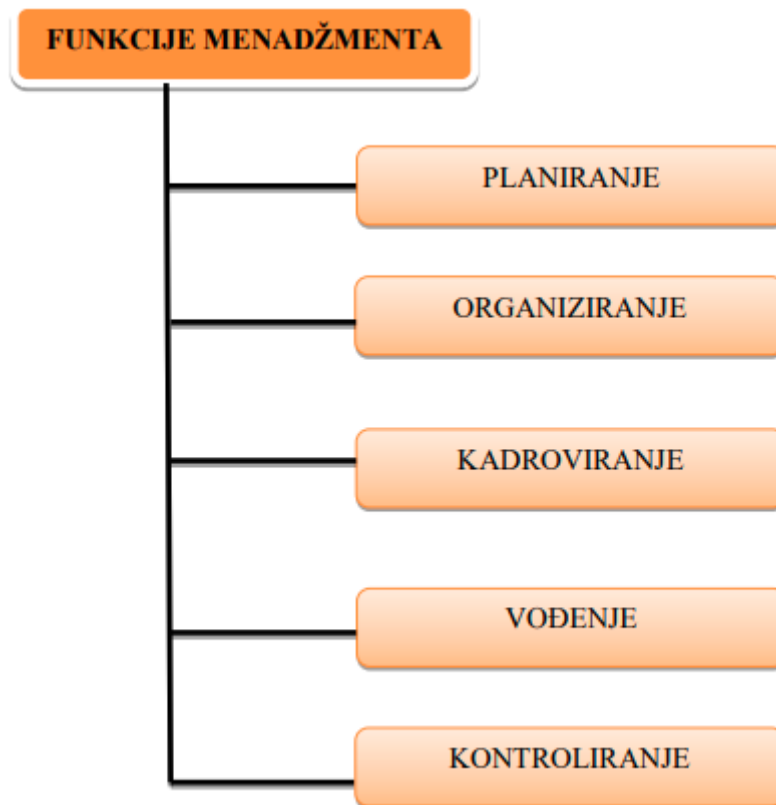 FUNKCIJE MENADŽMENTA
PLANIRANJE
ORGANIZIRANJE
KADROVIRANJE
VOĐENJE
KONTROLIRANJE